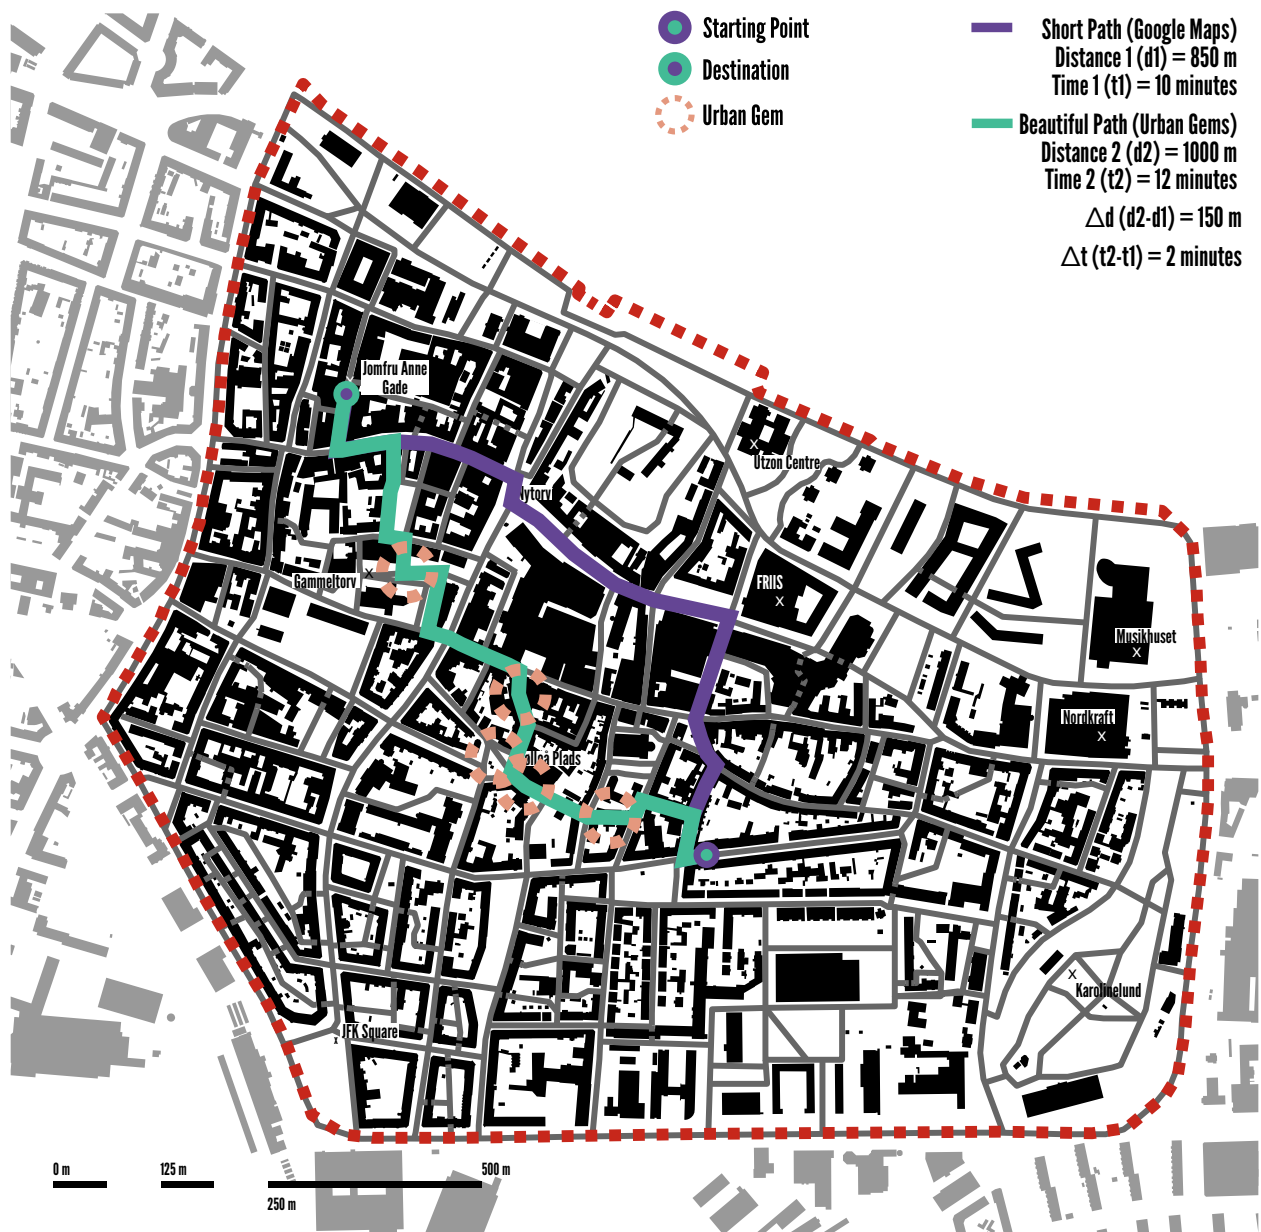 Starting Point
Destination
Urban Gem
Short Path (Google Maps)
Distance 1 (d1) = 850 m
Time 1 (t1) = 10 minutes
Beautiful Path (Urban Gems)
Distance 2 (d2) = 1000 m
Time 2 (t2) = 12 minutes
△d (d2-d1) = 150 m
△t (t2-t1) = 2 minutes
Jomfru Anne
Gade
Utzon Centre
x
Nytorv
Gammeltorv x
FRIIS
x
Musikhuset
x
Nordkraft
x
Plads
x
Karolinelund
JFK Square
x
0 m
125 m
500 m
250 m